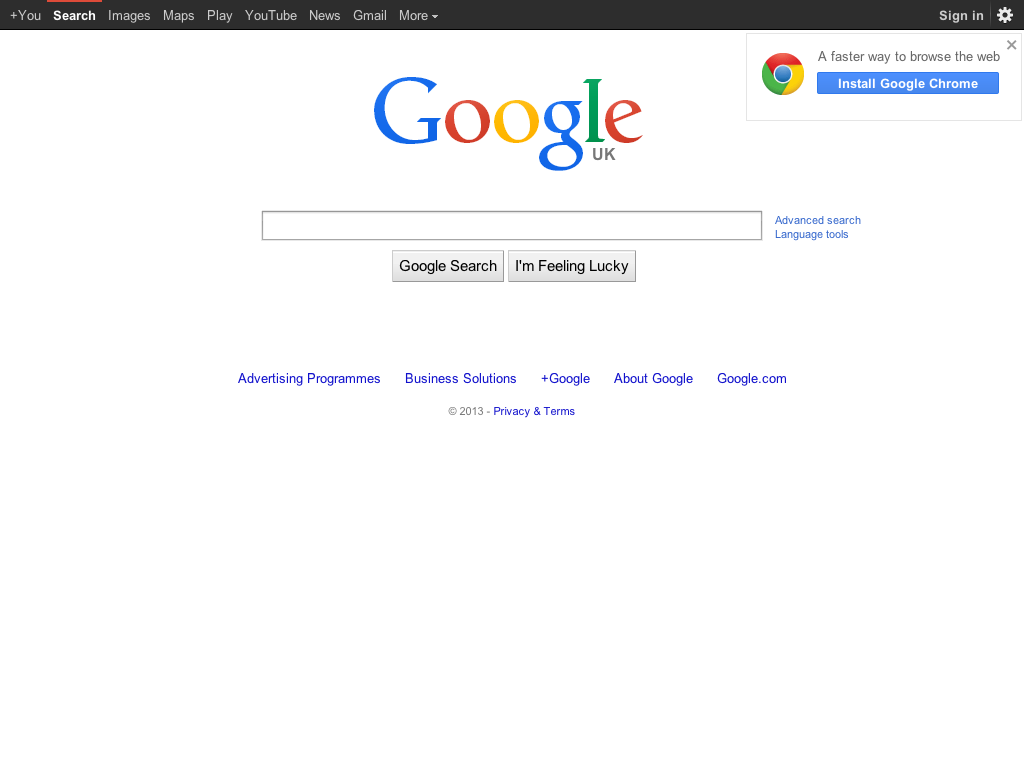 +You Search Images Maps Play YouTube News Gmail More Sign in
A faster way to browse the web
Install Google Chrome
Google
UK
Advanced search
Language tools
Google Search I'm Feeling Lucky
Advertising Programmes Business Solutions +Google About Google Google.com
© 2013 - Privacy & Terms